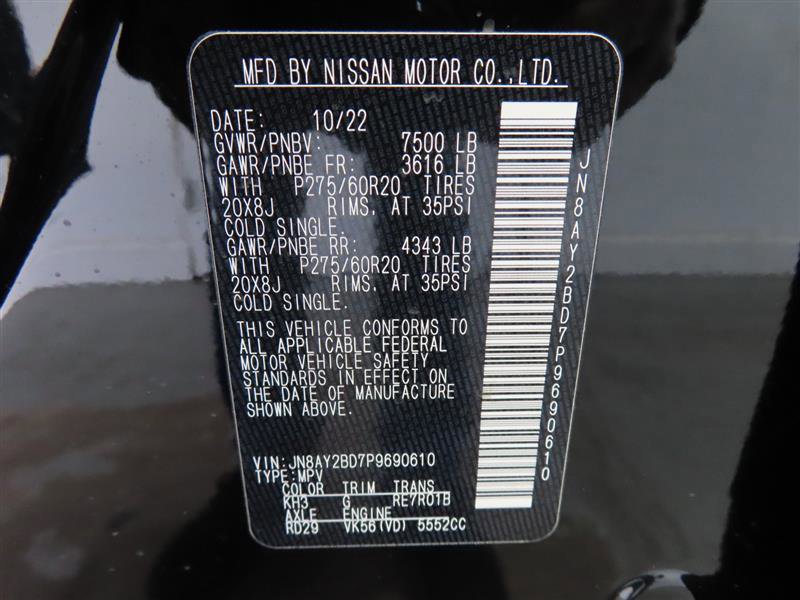 MFD BY NISSAN MOTOR CO.,LTD.
DATE: 10/22
GVWR/PNBV: 7500 LB
GAWR/PNBE FR: 3616 LB
WITH P275/60R20 TIRES
20X8J RIMS, AT 35PSI
COLD SINGLE.
GAWR/PNBE RR: 4343 LB
WITH P275/60R20 TIRES
20X8J RIMS, AT 35PSI
COLD SINGLE.
THIS VEHICLE CONFORMS TO
ALL APPLICABLE FEDERAL
MOTOR VEHICLE SAFETY
STANDARDS IN EFFECT ON
THE DATE OF MANUFACTURE
SHOWN ABOVE.
VIN:JN8AY2BD7P9690610
TYPE:MPV
COLOR TRIM TRANS
KH3 G RE7R01B
AXLE ENGINE
RD29 VK56(VD) 5552CC
JN8AY2BD7P9690610